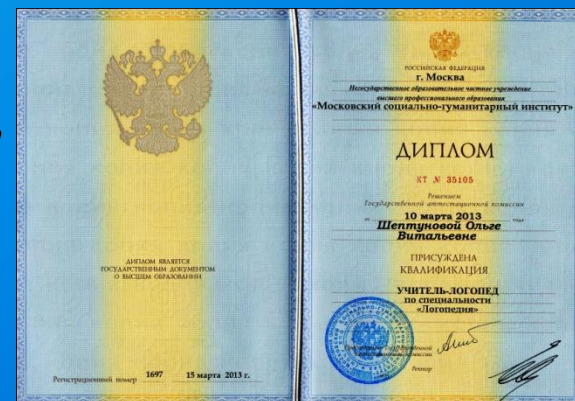 ДИПЛОМ ЯВЛЯЕТСЯ
ГОСУДАРСТВЕННЫМ ДОКУМЕНТОМ
О ВЫСШЕМ ОБРАЗОВАНИИ
Регистрационный номер 1697 15 марта 2013 г.
РОССИЙСКАЯ ФЕДЕРАЦИЯ
г. Москва
Негосударственное образовательное частное учреждение
высшего профессионального образования
«Московский социально-гуманитарный институт»
ДИПЛОМ
КТ № 35105
Решением
Государственной аттестационной комиссии
от 10 марта 2013 года
Шептуновой Ольге
Витальевне
ПРИСУЖДЕНА
КВАЛИФИКАЦИЯ
УЧИТЕЛЬ-ЛОГОПЕД
по специальности
«Логопедия»
Ректор